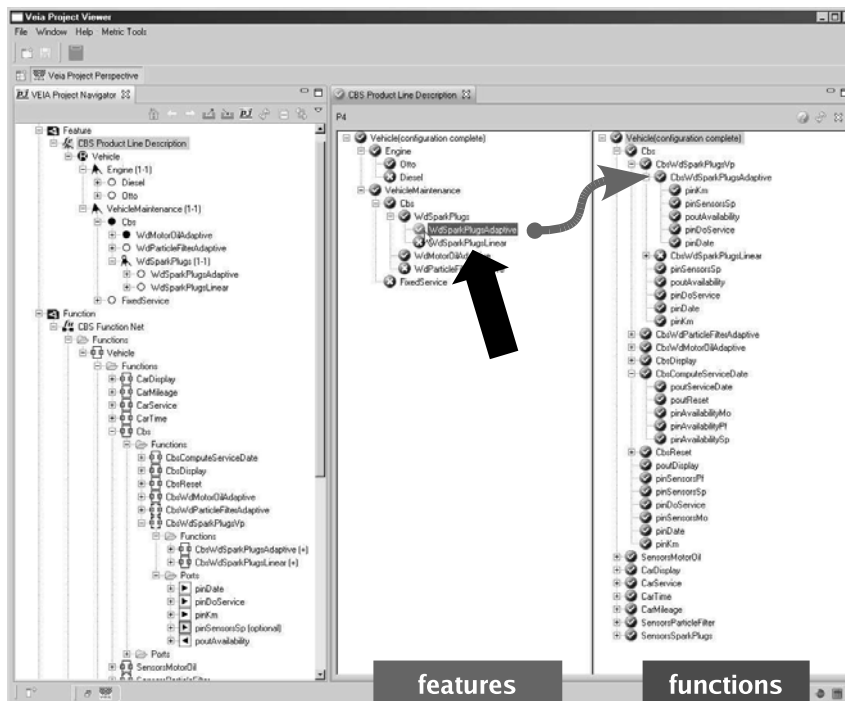 Veia Project Viewer
File Window Help Metric Tools
Veia Project Perspective
VEIA Project Navigator
Feature
CBS Product Line Description
Vehicle
Engine (1-1)
Diesel
Otto
VehicleMaintenance (1-1)
Cbs
WdMotorOilAdaptive
WdParticleFilterAdaptive
WdSparkPlugs (1-1)
WdSparkPlugsAdaptive
WdSparkPlugsLinear
FixedService
Function
CBS Function Net
Functions
Vehicle
Functions
CarDisplay
CarMileage
CarService
CarTime
Cbs
Functions
CbsComputeServiceDate
CbsDisplay
CbsReset
CbsWdMotorOilAdaptive
CbsWdParticleFilterAdaptive
CbsWdSparkPlugsVp
Functions
CbsWdSparkPlugsAdaptive (+)
CbsWdSparkPlugsLinear (+)
Ports
pinDate
pinDoService
pinKm
pinSensorsSp (optional)
poutAvailability
Ports
SensorsMotorOil
SensorsParticleFilter
CBS Product Line Description
P4
Vehicle(configuration complete)
Engine
Otto
Diesel
VehicleMaintenance
Cbs
WdSparkPlugs
WdSparkPlugsAdaptive
WdSparkPlugsLinear
FixedService
features
Vehicle(configuration complete)
Cbs
CbsWdSparkPlugsVp
CbsWdSparkPlugsAdaptive
pinKm
pinSensorsSp
poutAvailability
pinDoService
pinDate
CbsWdSparkPlugsLinear
pinSensorsSp
poutAvailability
pinDoService
pinDate
pinKm
CbsWdParticleFilterAdaptive
CbsWdMotorOilAdaptive
CbsDisplay
CbsComputeServiceDate
poutServiceDate
poutReset
pinAvailabilityMo
pinAvailabilityPf
pinAvailabilitySp
CbsReset
poutDisplay
pinSensorsPf
pinSensorsSp
pinDoService
pinSensorsMo
pinDate
pinKm
SensorsMotorOil
CarDisplay
CarService
CarTime
CarMileage
SensorsParticleFilter
SensorsSparkPlugs
functions